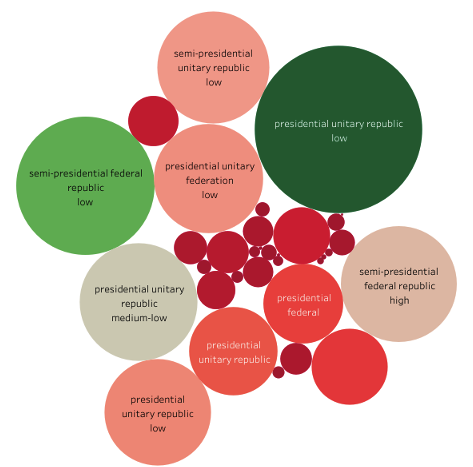 semi-presidential
unitary republic
low
presidential unitary republic
low
semi-presidential federal
republic
low
presidential unitary
federation
low
semi-presidential
federal republic
high
presidential unitary
republic
medium-low
presidential
federal
presidential
unitary republic
presidential
unitary republic
low